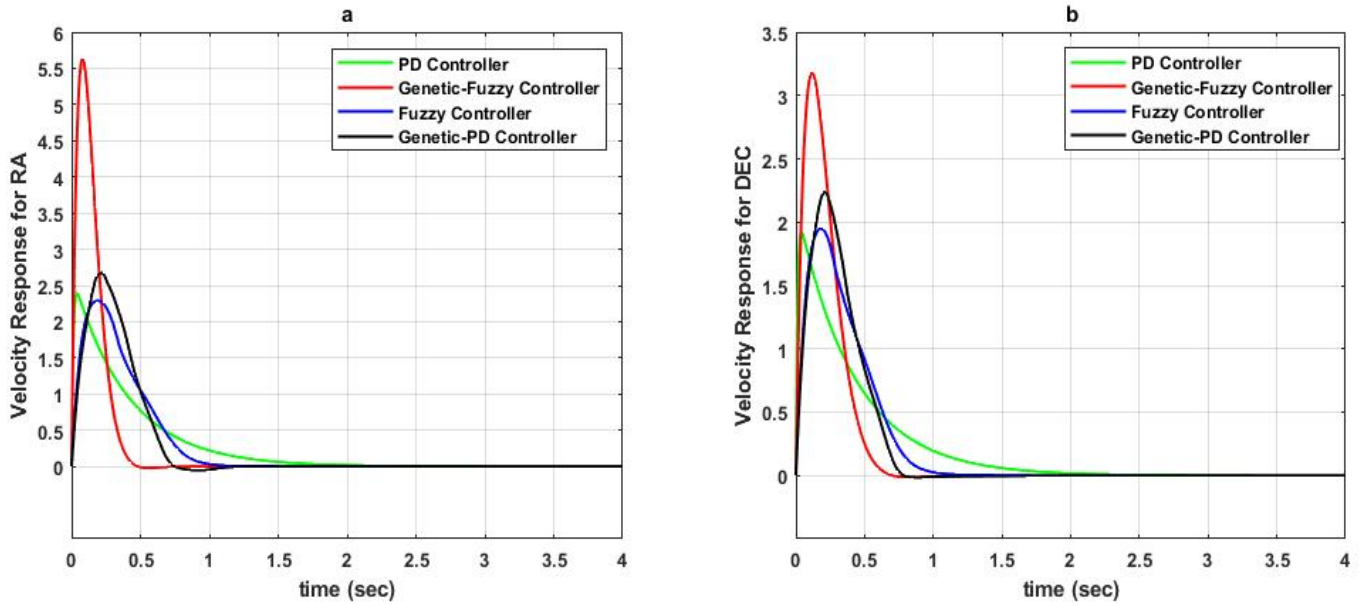 a
6
5.5
5
4.5
4
3.5
3
2.5
2
1.5
1
0.5
0
Velocity Response for RA
PD Controller
Genetic-Fuzzy Controller
Fuzzy Controller
Genetic-PD Controller
0 0.5 1 1.5 2 2.5 3 3.5 4
time (sec)
b
3.5
3
2.5
2
1.5
1
0.5
0
Velocity Response for DEC
PD Controller
Genetic-Fuzzy Controller
Fuzzy Controller
Genetic-PD Controller
0 0.5 1 1.5 2 2.5 3 3.5 4
time (sec)